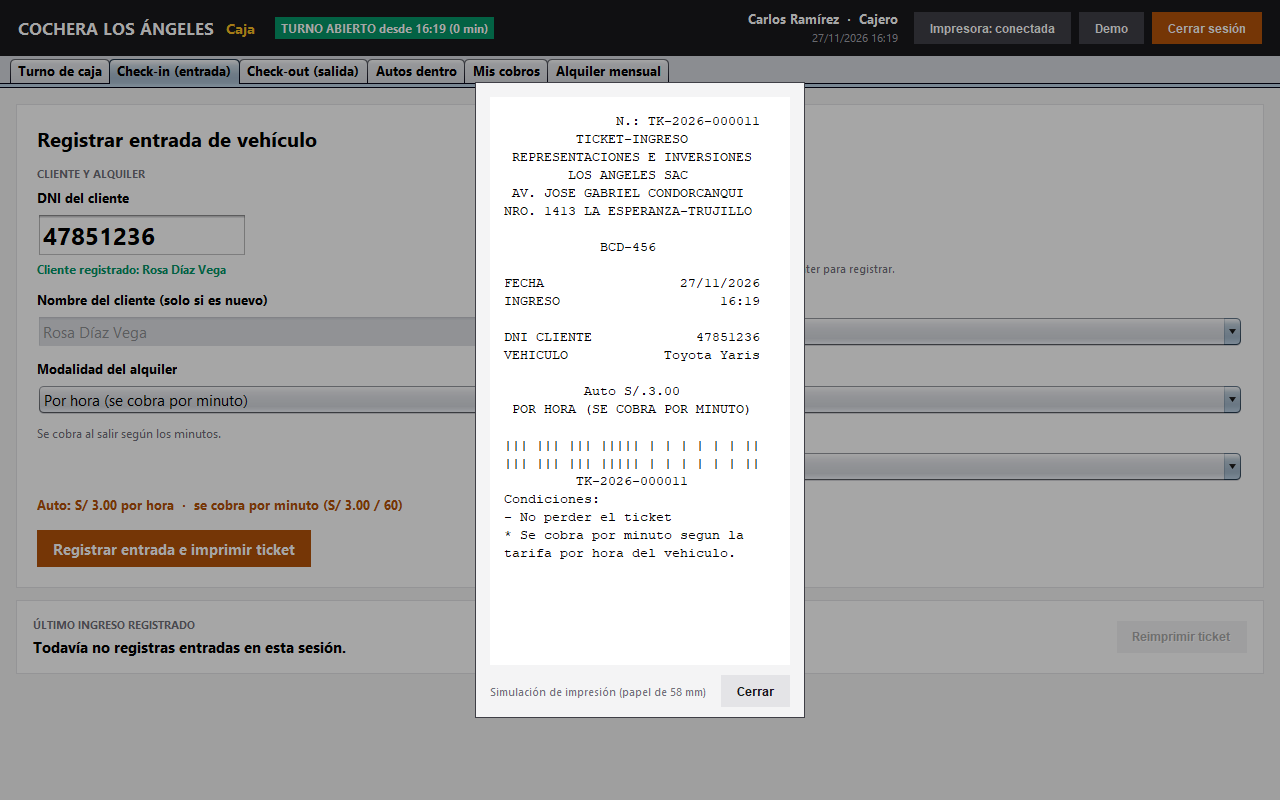 COCHERA LOS ÁNGELES Caja TURNO ABIERTO desde 16:19 (0 min)
Carlos Ramírez · Cajero
27/11/2026 16:19
Impresora: conectada Demo Cerrar sesión
Turno de caja Check-in (entrada) Check-out (salida) Autos dentro Mis cobros Alquiler mensual
Registrar entrada de vehículo
CLIENTE Y ALQUILER
DNI del cliente
47851236
Cliente registrado: Rosa Díaz Vega
Nombre del cliente (solo si es nuevo)
Rosa Díaz Vega
Modalidad del alquiler
Por hora (se cobra por minuto)
Se cobra al salir según los minutos.
Auto: S/ 3.00 por hora · se cobra por minuto (S/ 3.00 / 60)
Registrar entrada e imprimir ticket
para registrar.
ÚLTIMO INGRESO REGISTRADO
Todavía no registras entradas en esta sesión.
Reimprimir ticket
N.: TK-2026-000011
TICKET-INGRESO
REPRESENTACIONES E INVERSIONES
LOS ANGELES SAC
AV. JOSE GABRIEL CONDORCANQUI
NRO. 1413 LA ESPERANZA-TRUJILLO
BCD-456
FECHA 27/11/2026
INGRESO 16:19
DNI CLIENTE 47851236
VEHICULO Toyota Yaris
Auto S/.3.00
POR HORA (SE COBRA POR MINUTO)
||| ||| ||| ||||| | | | | | ||
||| ||| ||| ||||| | | | | | ||
TK-2026-000011
Condiciones:
- No perder el ticket
* Se cobra por minuto segun la
tarifa por hora del vehiculo.
Simulación de impresión (papel de 58 mm) Cerrar